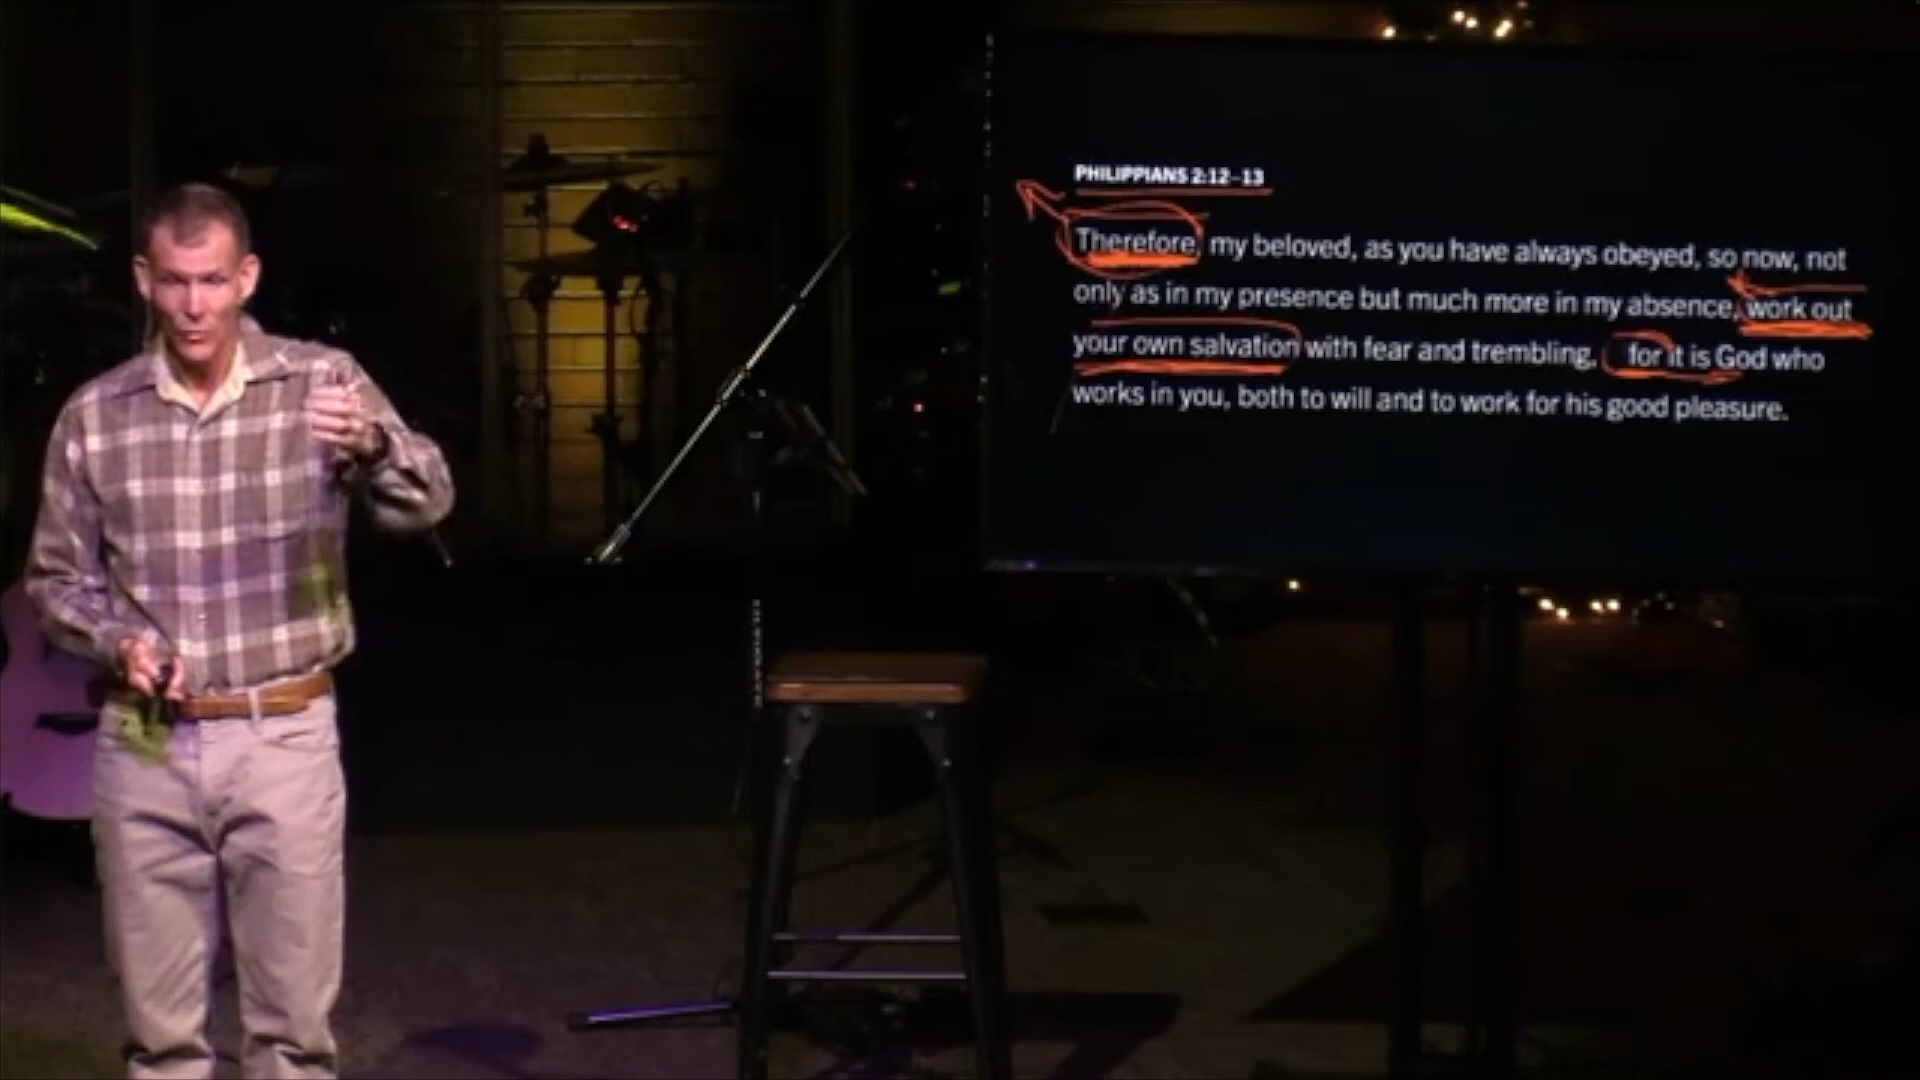 PHILIPPIANS 2:12–13
Therefore, my beloved, as you have always obeyed, so now, not
only as in my presence but much more in my absence, work out
your own salvation with fear and trembling, for it is God who
works in you, both to will and to work for his good pleasure.